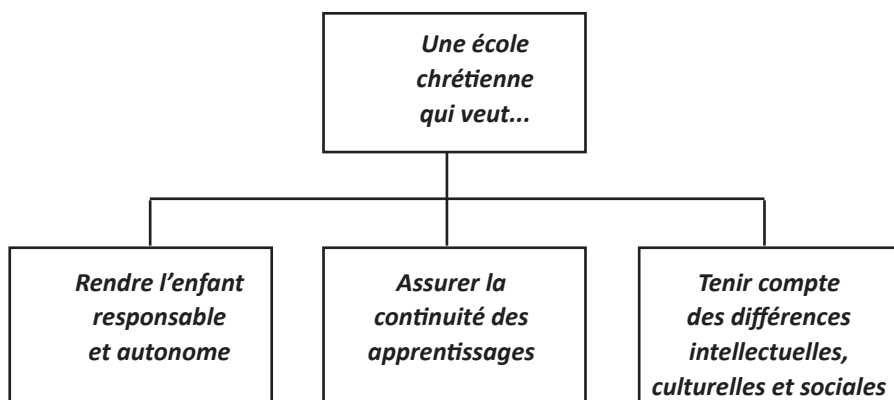 Une école
chrétienne
qui veut...
Rendre l’enfant
responsable
et autonome
Assurer la
continuité des
apprentissages
Tenir compte
des différences
intellectuelles,
culturelles et sociales